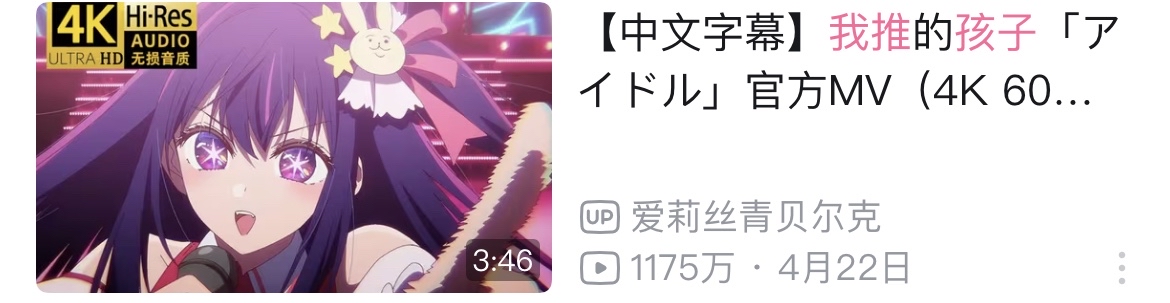 4K
ULTRA HD
Hi-Res
AUDIO
无损音质
3:46
【中文字幕】我推的孩子「ア
イドル」官方MV（4K 60...
UP 爱莉丝青贝尔克
1175万 · 4月22日